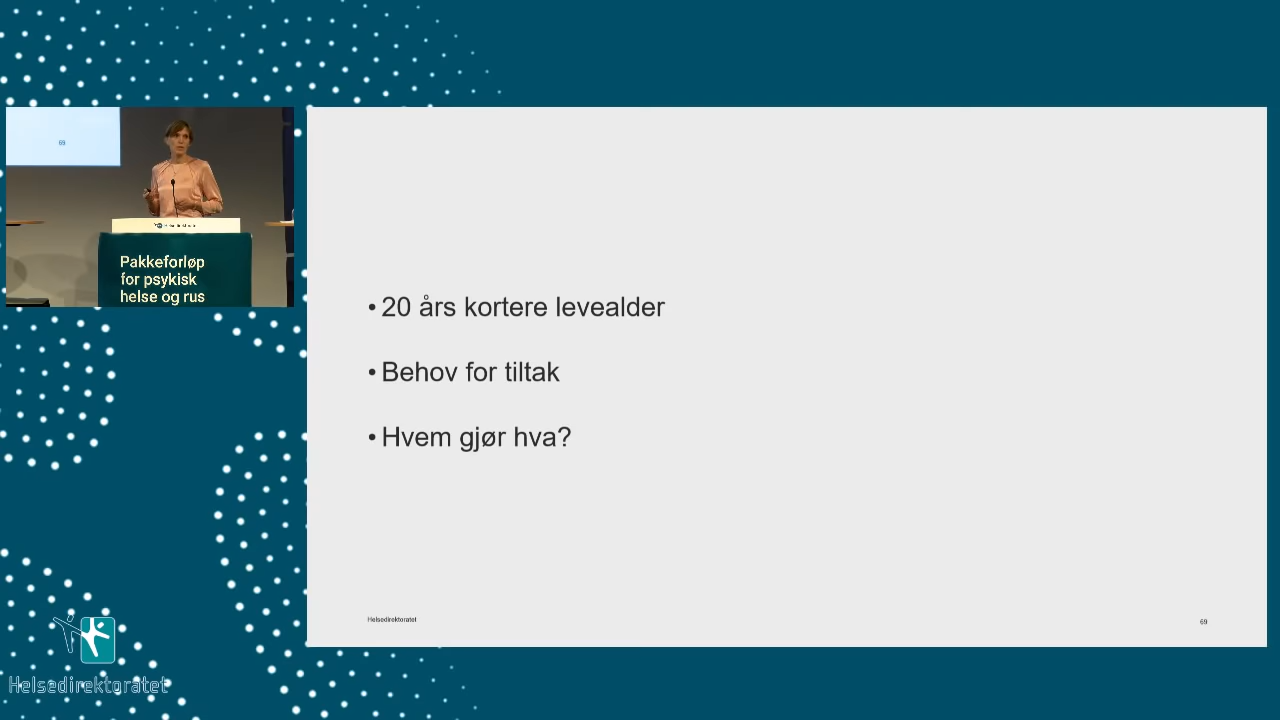 Pakkeforløp
for psykisk
helse og rus
• 20 års kortere levealder
• Behov for tiltak
• Hvem gjør hva?
Helsedirektoratet
69
Helsedirektoratet